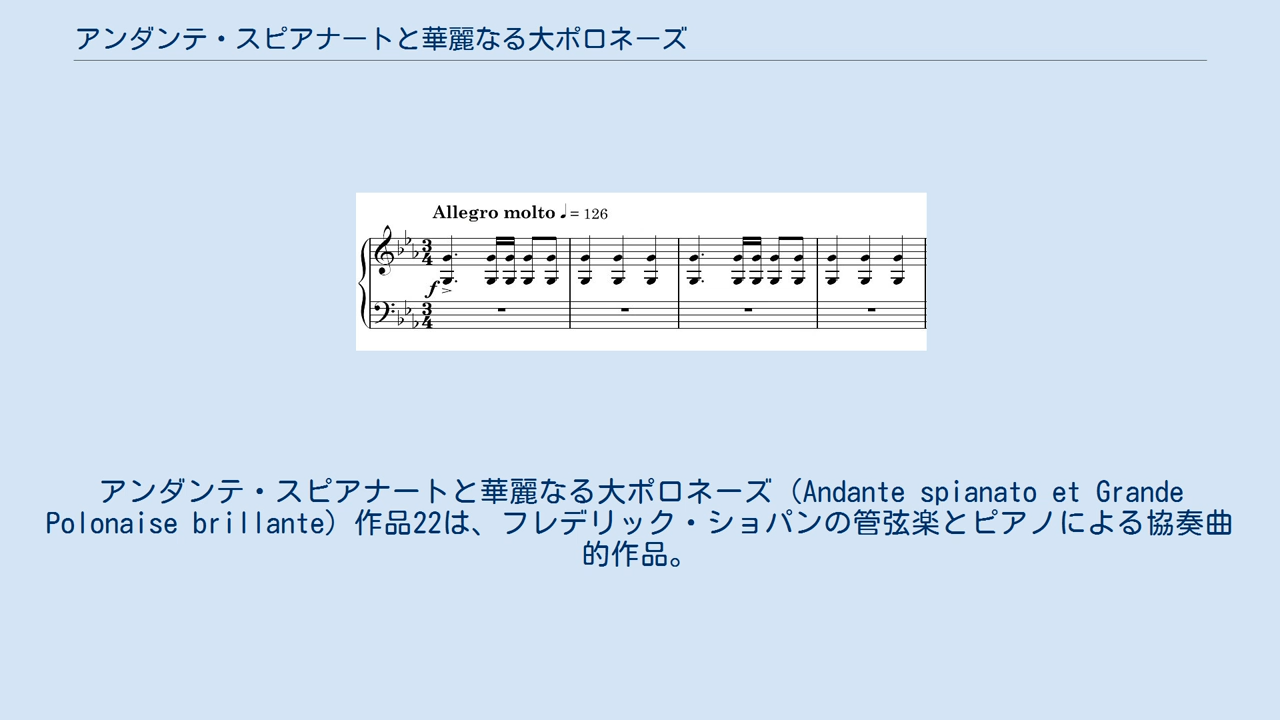 アンダンテ・スピアナートと華麗なる大ポロネーズ
Allegro molto ♩= 126
f
アンダンテ・スピアナートと華麗なる大ポロネーズ（Andante spianato et Grande
Polonaise brillante）作品22は、フレデリック・ショパンの管弦楽とピアノによる協奏曲
的作品。